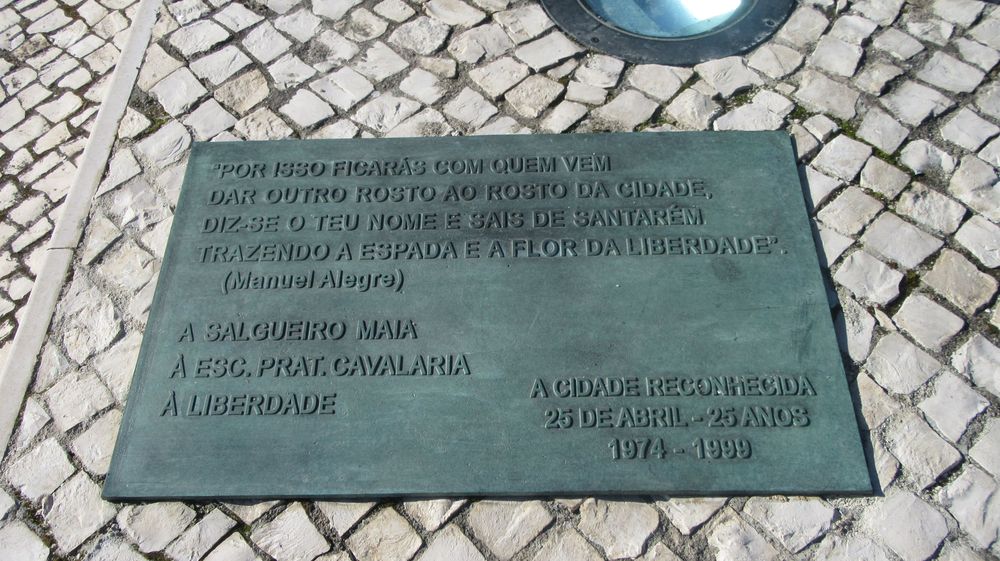 "POR ISSO FICARÁS COM QUEM VEM
DAR OUTRO ROSTO AO ROSTO DA CIDADE,
DIZ-SE O TEU NOME E SAIS DE SANTARÉM
TRAZENDO A ESPADA E A FLOR DA LIBERDADE".
(Manuel Alegre)
A SALGUEIRO MAIA
À ESC. PRAT. CAVALARIA
À LIBERDADE
A CIDADE RECONHECIDA
25 DE ABRIL - 25 ANOS
1974 - 1999